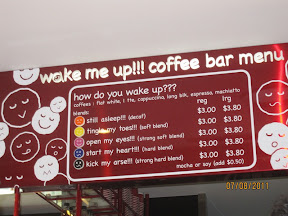 wake me up!!! coffee bar menu
how do you wake up???
coffees : flat white, l tte, cappuccino, long blk, expresso, machiatto
reg lrg
blends:
still asleep!!! (decaf) $3.00 $3.80
tingle my toes!!! (soft blend) $3.00 $3.80
open my eyes!!! (strong soft blend) $3.00 $3.80
start my heart!!! (hard blend) $3.00 $3.80
kick my arse!!! (strong hard blend) $3.00 $3.80
mocha or soy (add $0.50)
07/08/2011